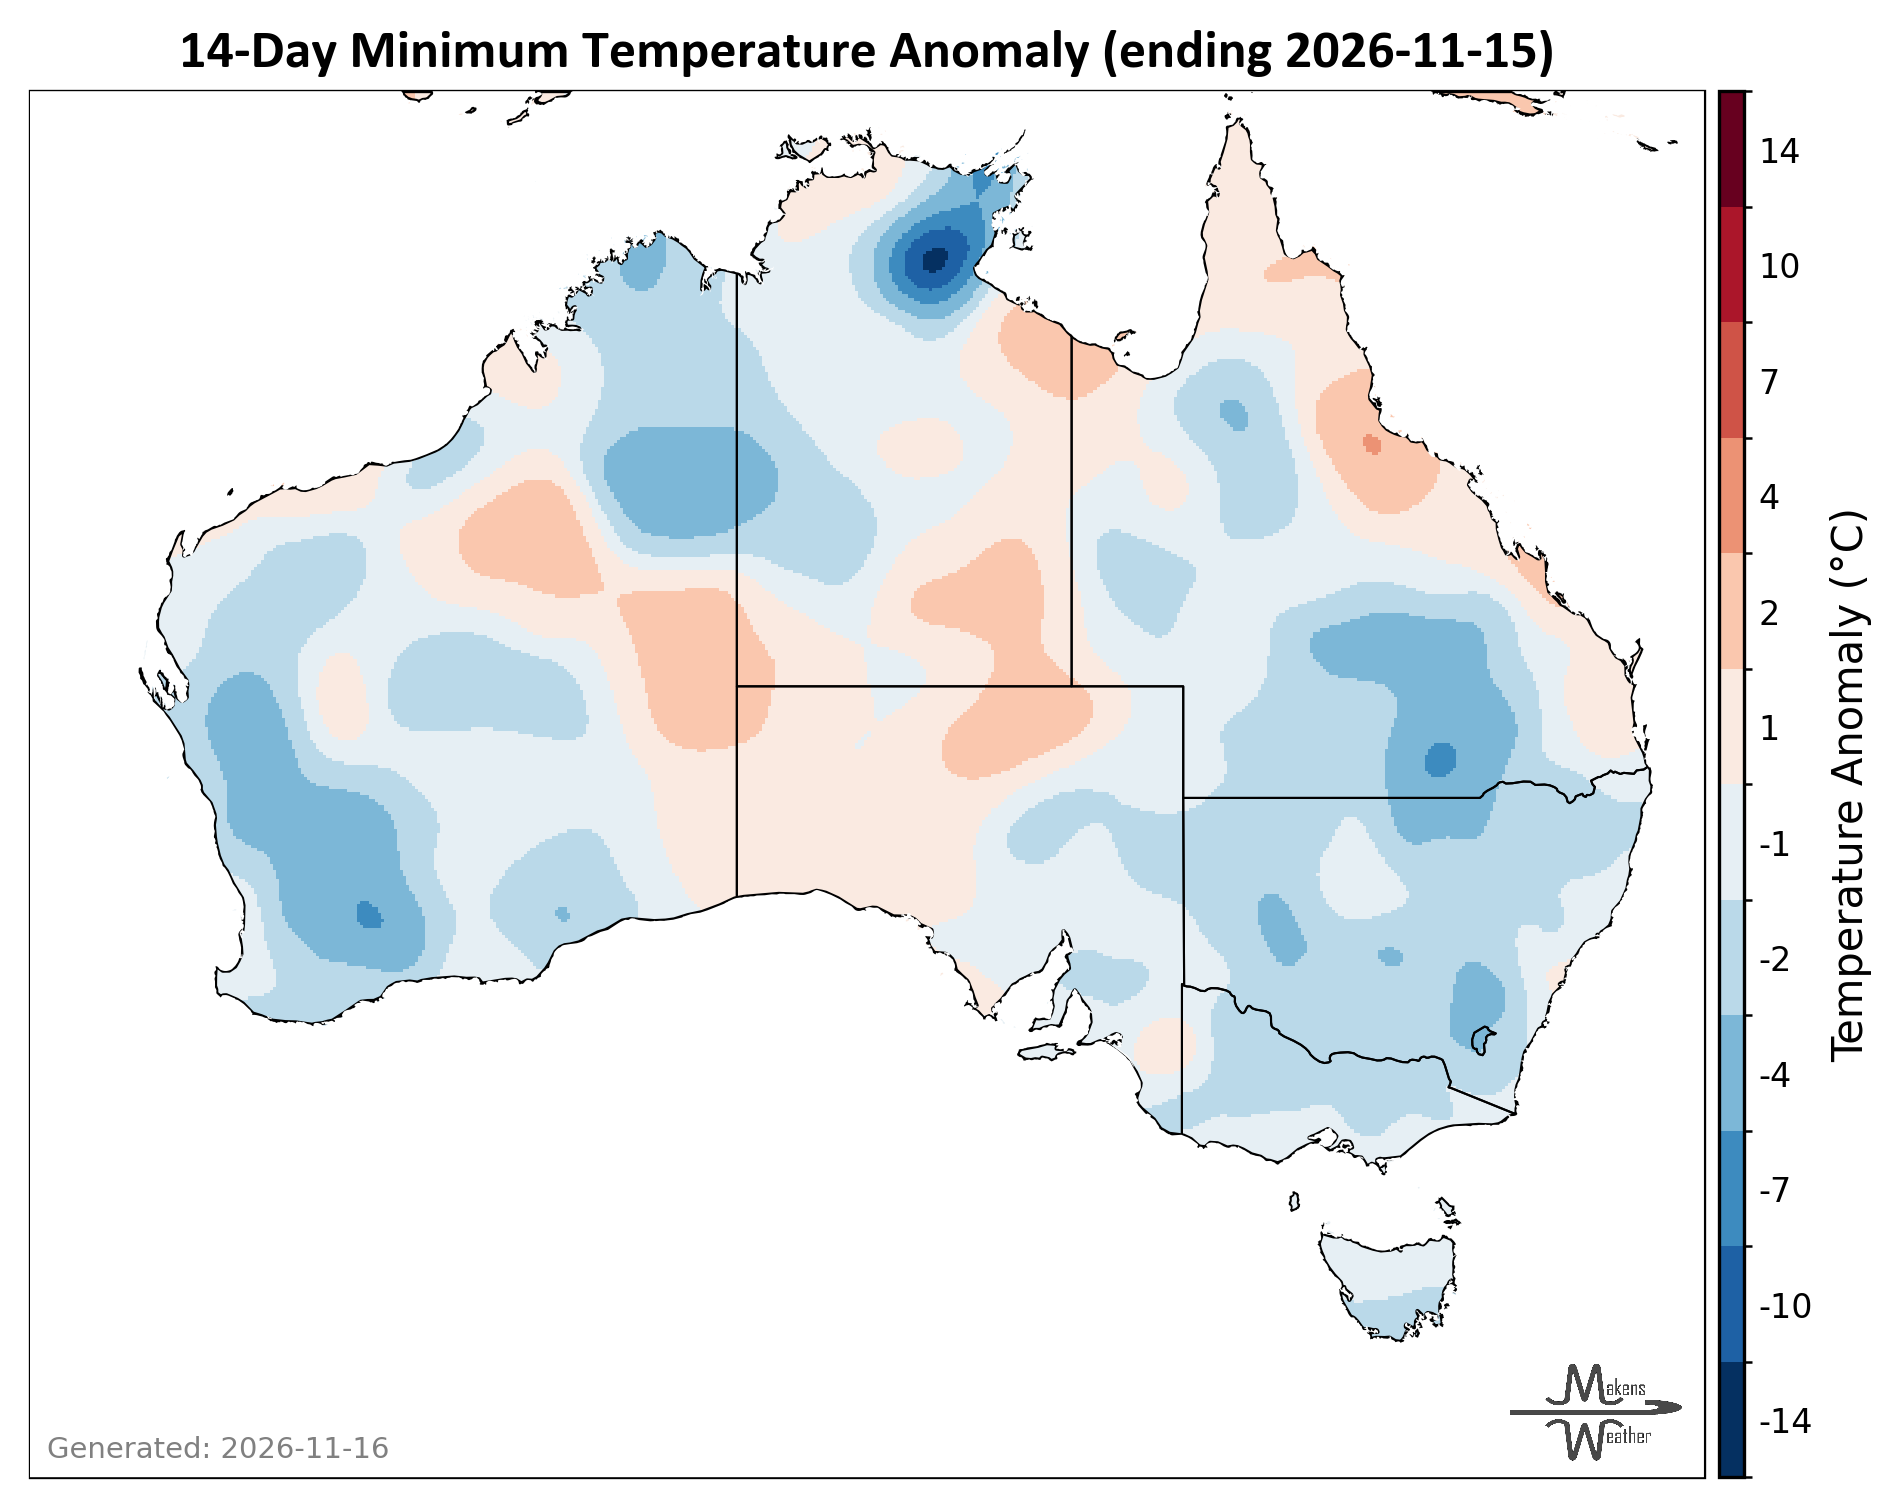 14-Day Minimum Temperature Anomaly (ending 2026-11-15)
14
10
7
4
2
1
-1
-2
-4
-7
-10
-14
Temperature Anomaly (°C)
Makens
Weather
Generated: 2026-11-16